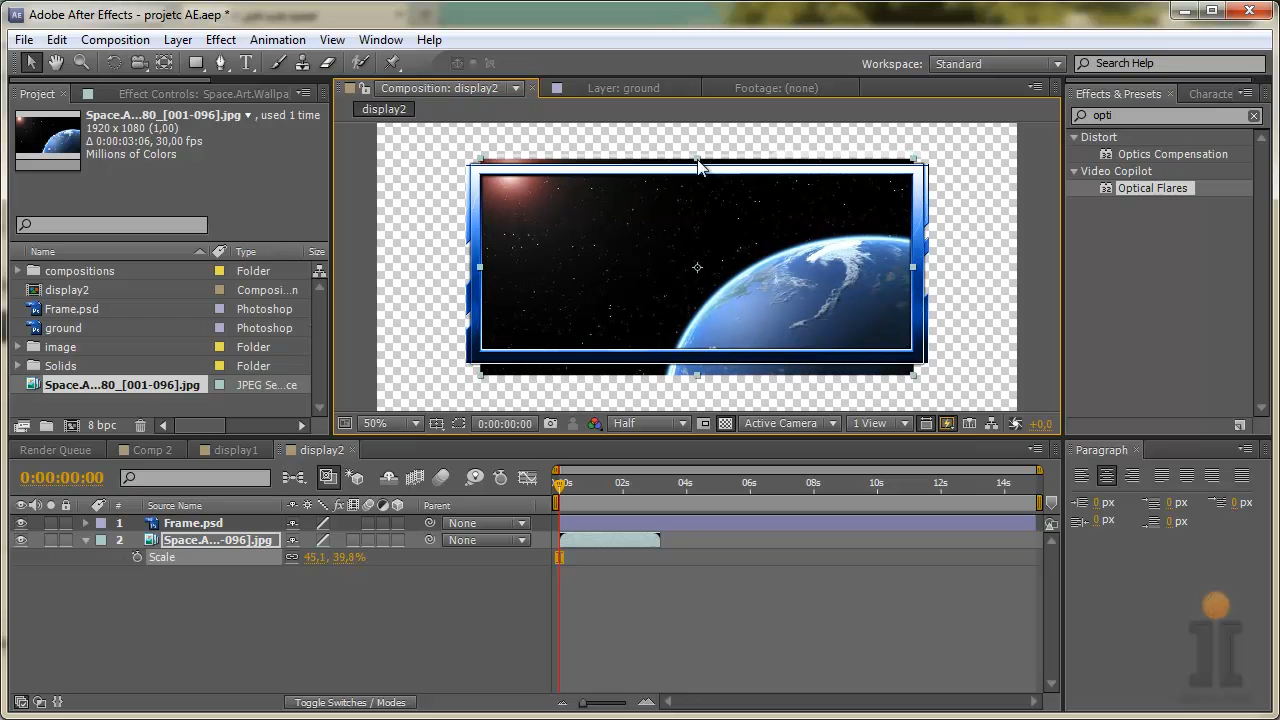 Adobe After Effects - projetc AE.aep *
File Edit Composition Layer Effect Animation View Window Help
Workspace: Standard Search Help
Project Effect Controls: Space.Art.Wallpa
Composition: display2 Layer: ground Footage: (none)
Effects & Presets Characte
Space.A...80_[001-096].jpg ▾ , used 1 time
1920 x 1080 (1,00)
Δ 0:00:03:06, 30,00 fps
Millions of Colors
display2
opti
Distort
Optics Compensation
Video Copilot
Optical Flares
Name Type Size
compositions Folder
display2 Composi...n
Frame.psd Photoshop
ground Photoshop
image Folder
Solids Folder
Space.A...80_[001-096].jpg JPEG Se...ce
8 bpc
50% 0:00:00:00 Half Active Camera 1 View +0,0
Render Queue Comp 2 display1 display2
Paragraph
0:00:00:00
0s 02s 04s 06s 08s 10s 12s 14s
# Source Name fx Parent
1 Frame.psd None
2 Space.A...-096].jpg None
Scale 45,1, 39,8%
0 px 0 px 0 px
0 px 0 px
Toggle Switches / Modes